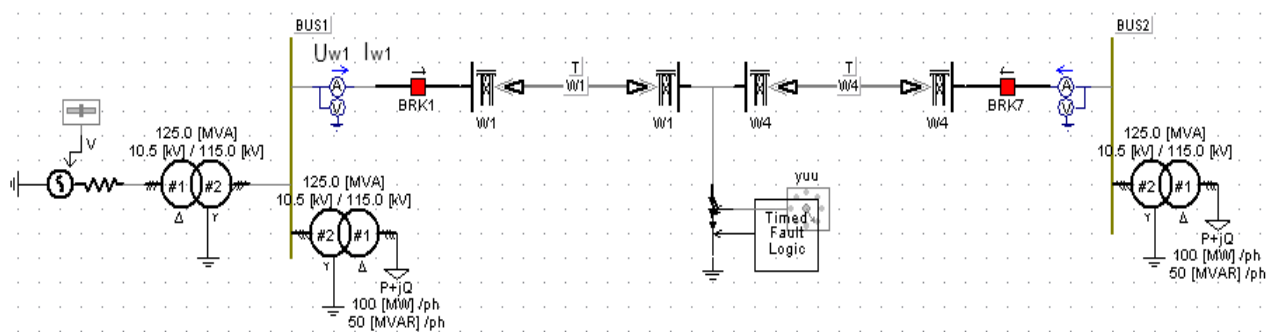 BUS1
BUS2
Uw1 Iw1
A
V
BRK1
W1
T
W1
W1
W4
T
W4
W4
BRK7
A
V
V
125.0 [MVA]
10.5 [kV] / 115.0 [kV]
#1
#2
Δ
Y
125.0 [MVA]
10.5 [kV] / 115.0 [kV]
#2
#1
Y
Δ
P+jQ
100 [MW] /ph
50 [MVAR] /ph
yuu
Timed
Fault
Logic
125.0 [MVA]
10.5 [kV] / 115.0 [kV]
#2
#1
Y
Δ
P+jQ
100 [MW] /ph
50 [MVAR] /ph